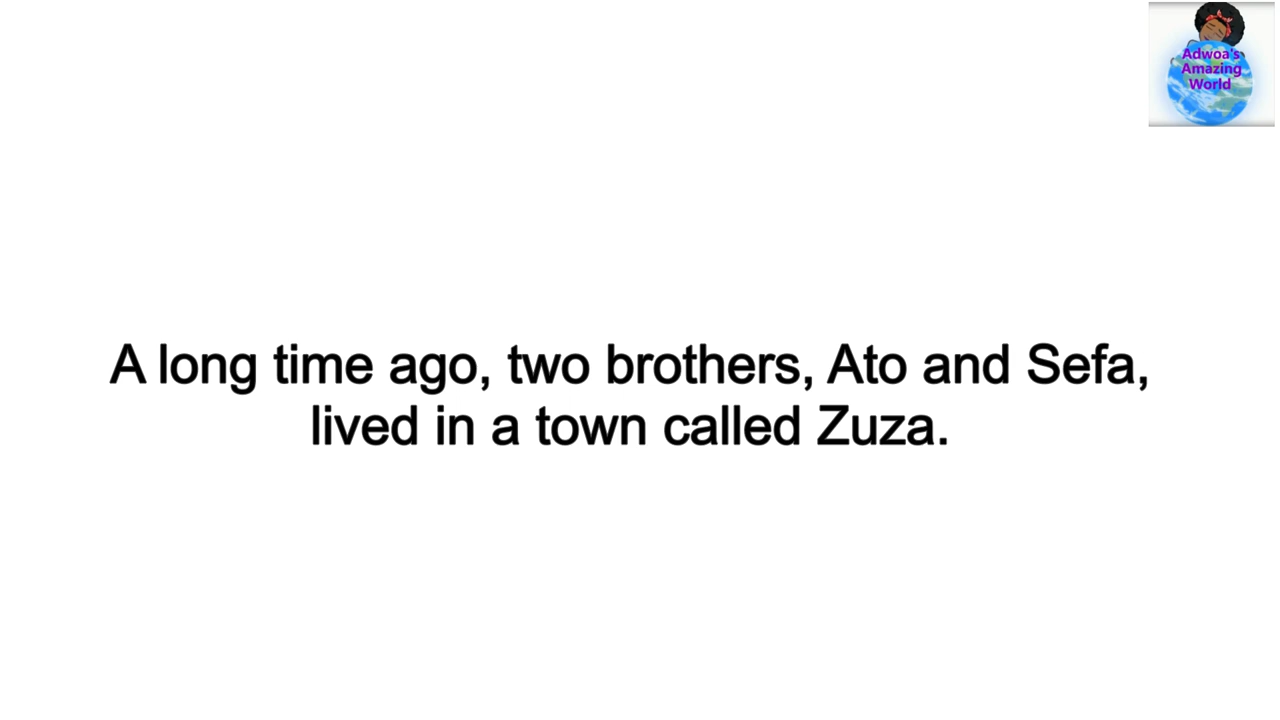 Adwoa's
Amazing
World
A long time ago, two brothers, Ato and Sefa,
lived in a town called Zuza.